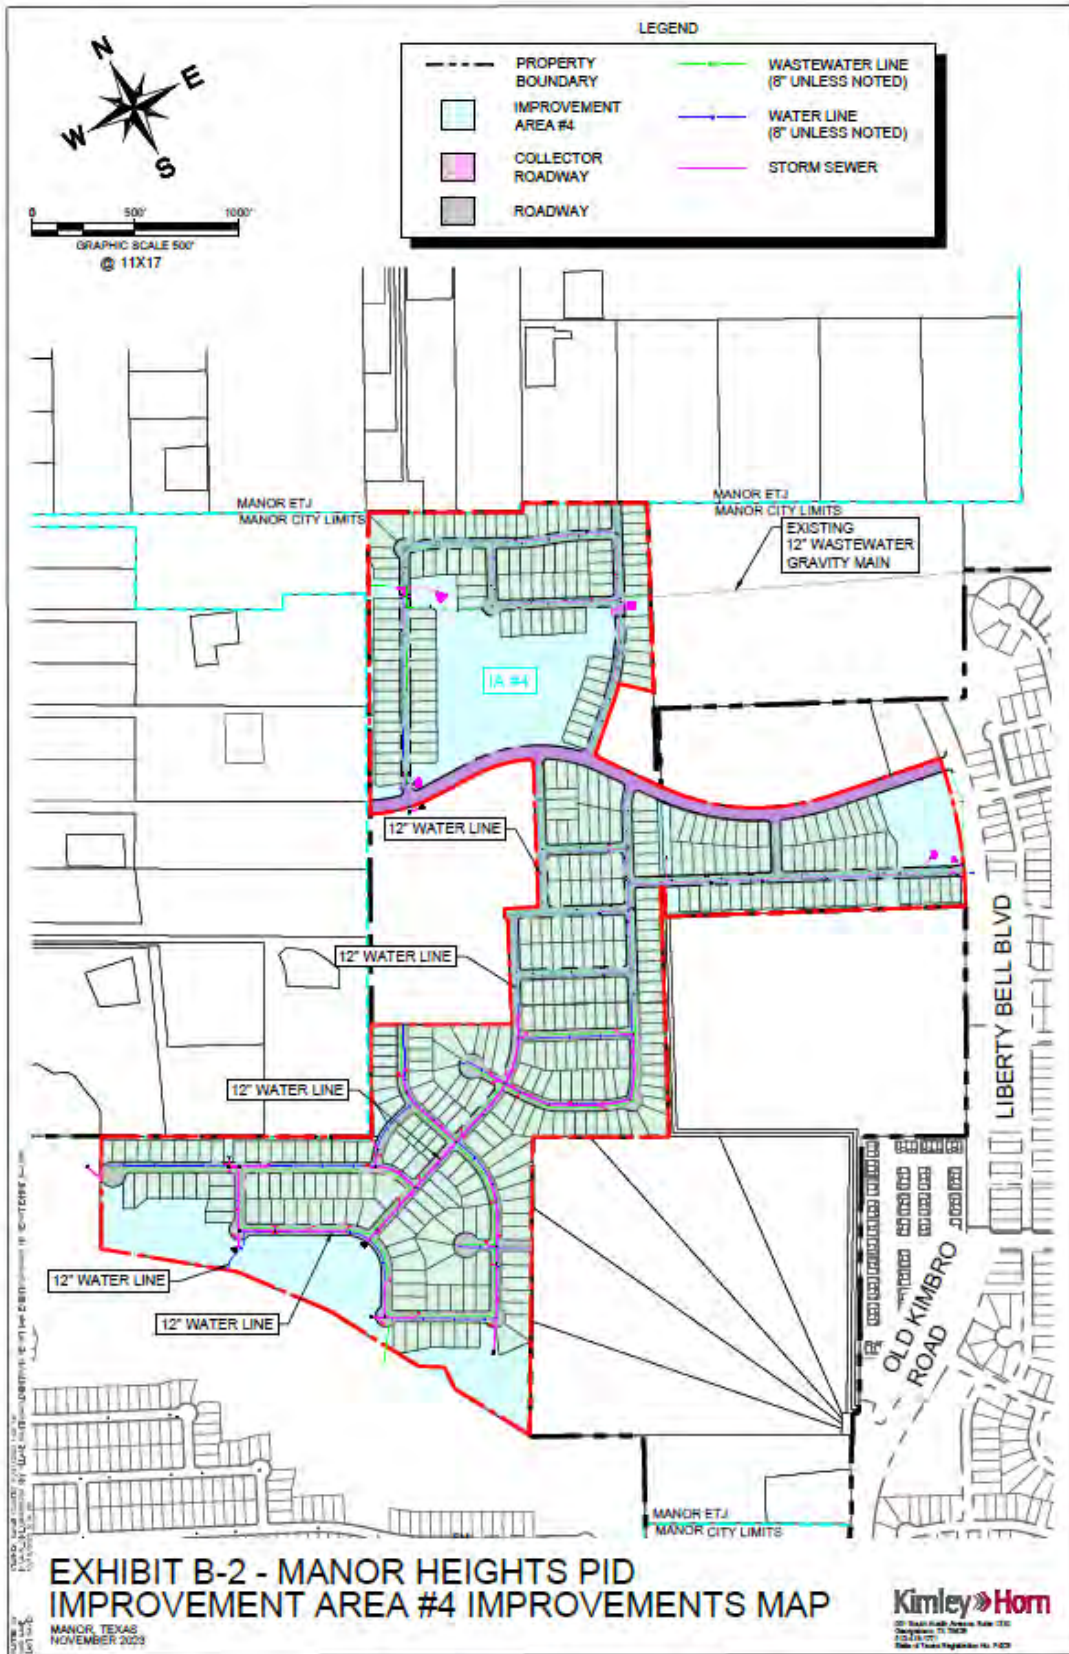 LEGEND
N
E
W
S
0 500' 1000'
GRAPHIC SCALE 500'
@ 11X17
PROPERTY
BOUNDARY
IMPROVEMENT
AREA #4
COLLECTOR
ROADWAY
ROADWAY
WASTEWATER LINE
(8" UNLESS NOTED)
WATER LINE
(8" UNLESS NOTED)
STORM SEWER
MANOR ETJ
MANOR CITY LIMITS
MANOR ETJ
MANOR CITY LIMITS
EXISTING
12" WASTEWATER
GRAVITY MAIN
IA #4
12" WATER LINE
12" WATER LINE
12" WATER LINE
12" WATER LINE
12" WATER LINE
LIBERTY BELL BLVD
OLD KIMBRO
ROAD
MANOR ETJ
MANOR CITY LIMITS
EXHIBIT B-2 - MANOR HEIGHTS PID
IMPROVEMENT AREA #4 IMPROVEMENTS MAP
MANOR, TEXAS
NOVEMBER 2023
Kimley»Horn